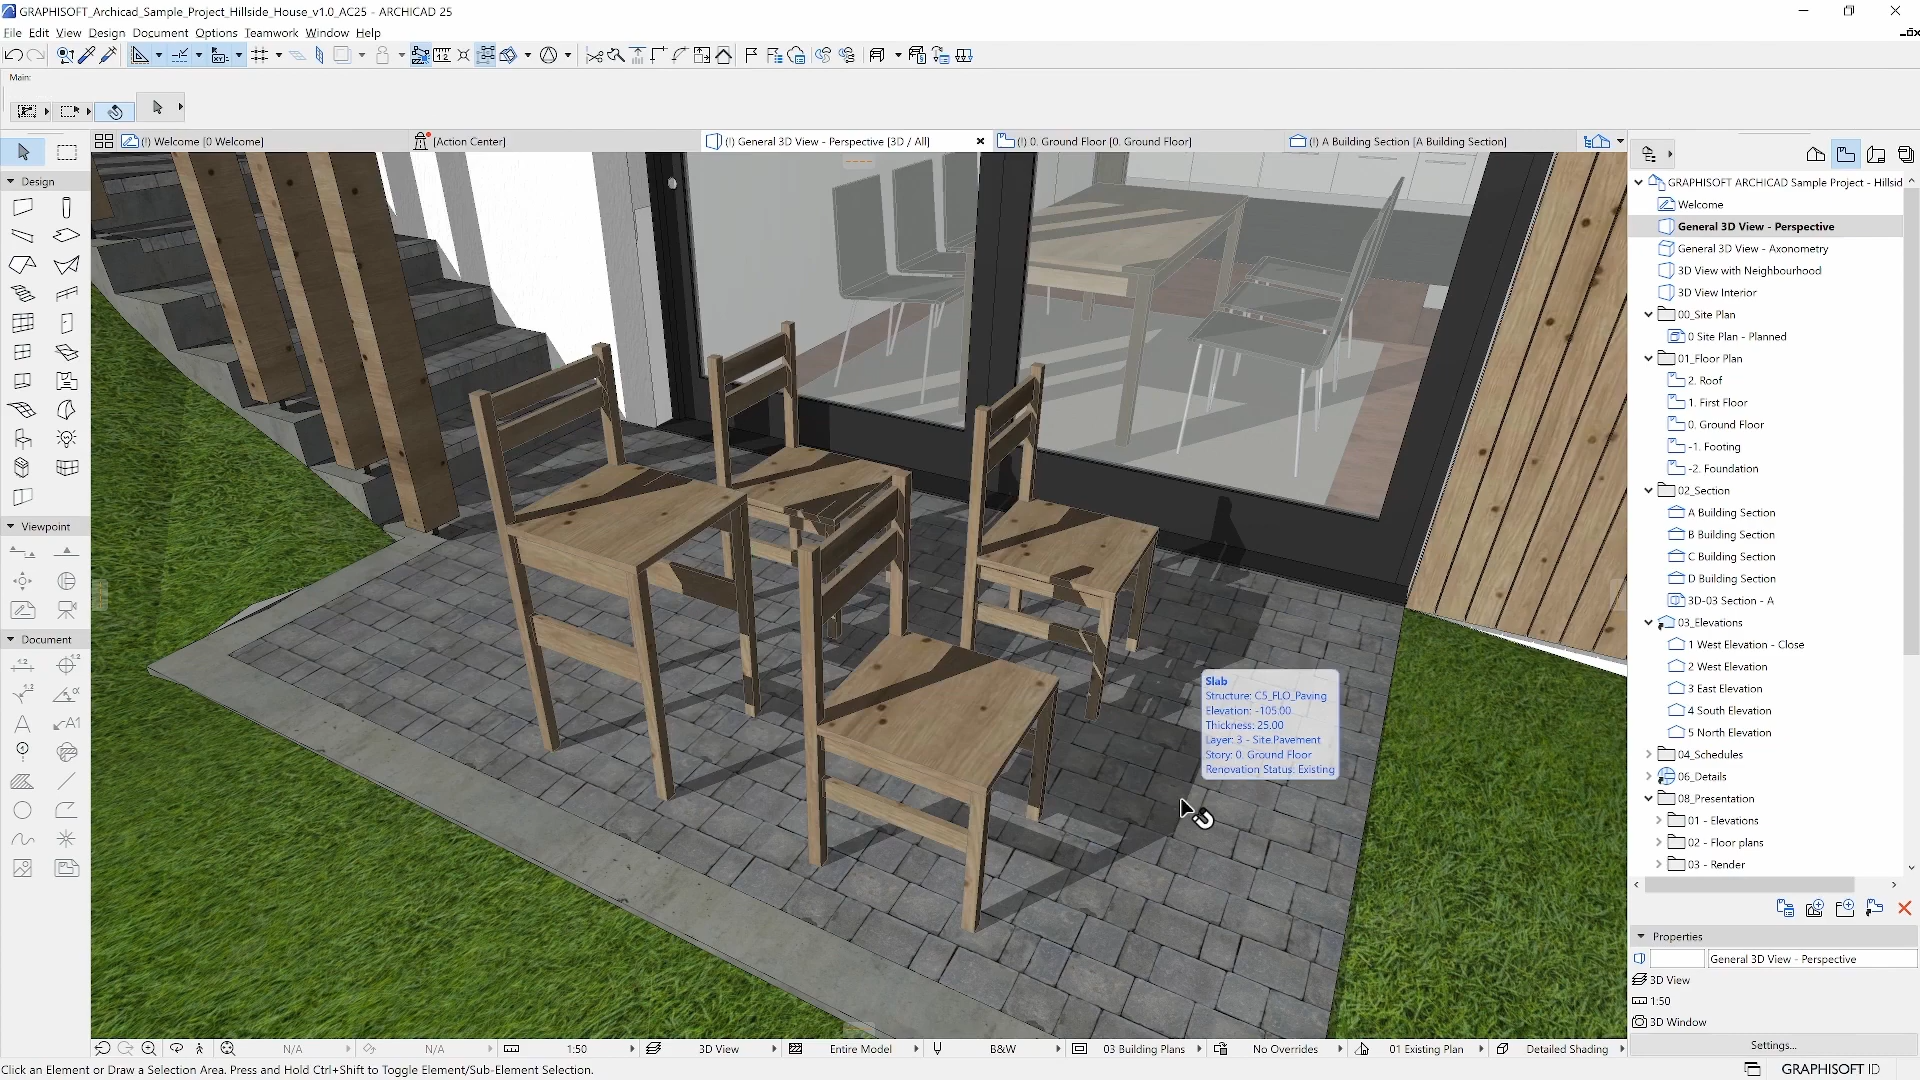 GRAPHISOFT_Archicad_Sample_Project_Hillside_House_v1.0_AC25 - ARCHICAD 25
File Edit View Design Document Options Teamwork Window Help
Main:
(!) Welcome [0 Welcome]
[Action Center]
(!) General 3D View - Perspective [3D / All]
(!) 0. Ground Floor [0. Ground Floor]
(!) A Building Section [A Building Section]
Design
Viewpoint
Document
Slab
Structure: C5_FLO_Paving
Elevation: -105.00
Thickness: 25.00
Layer: 3 - Site.Pavement
Story: 0. Ground Floor
Renovation Status: Existing
GRAPHISOFT ARCHICAD Sample Project - Hillsid
Welcome
General 3D View - Perspective
General 3D View - Axonometry
3D View with Neighbourhood
3D View Interior
00_Site Plan
0 Site Plan - Planned
01_Floor Plan
2. Roof
1. First Floor
0. Ground Floor
-1. Footing
-2. Foundation
02_Section
A Building Section
B Building Section
C Building Section
D Building Section
3D-03 Section - A
03_Elevations
1 West Elevation - Close
2 West Elevation
3 East Elevation
4 South Elevation
5 North Elevation
04_Schedules
06_Details
08_Presentation
01 - Elevations
02 - Floor plans
03 - Render
Properties
General 3D View - Perspective
3D View
1:50
3D Window
Settings...
N/A
N/A
1:50
3D View
Entire Model
B&W
03 Building Plans
No Overrides
01 Existing Plan
Detailed Shading
Click an Element or Draw a Selection Area. Press and Hold Ctrl+Shift to Toggle Element/Sub-Element Selection.
GRAPHISOFT ID